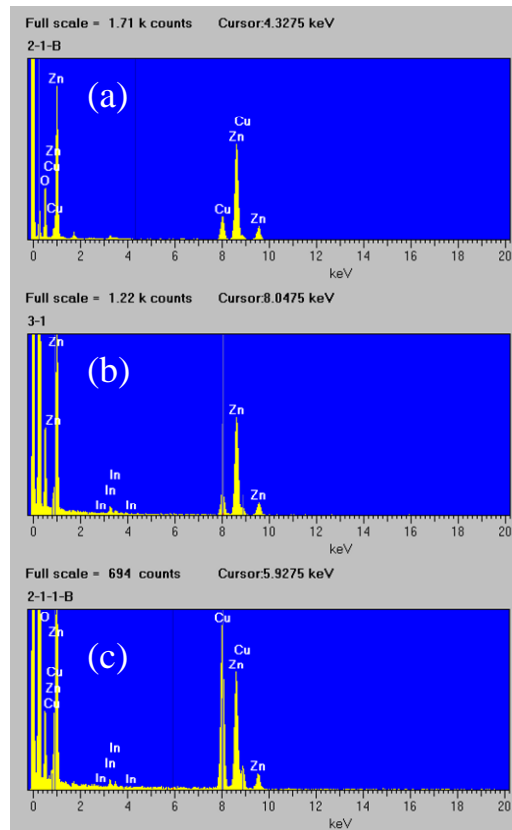 Full scale = 1.71 k counts Cursor:4.3275 keV
2-1-B
Zn
(a)
Cu
Zn
Zn
Cu
O
Cu
Cu
Zn
0 2 4 6 8 10 12 14 16 18 20
keV
Full scale = 1.22 k counts Cursor:8.0475 keV
3-1
Zn
(b)
Zn
Zn
In
In
In In
Zn
0 2 4 6 8 10 12 14 16 18 20
keV
Full scale = 694 counts Cursor:5.9275 keV
2-1-1-B
O Cu
Zn
(c)
Cu
Cu Zn
Zn
Cu
In
In
In In
Zn
0 2 4 6 8 10 12 14 16 18 20
keV